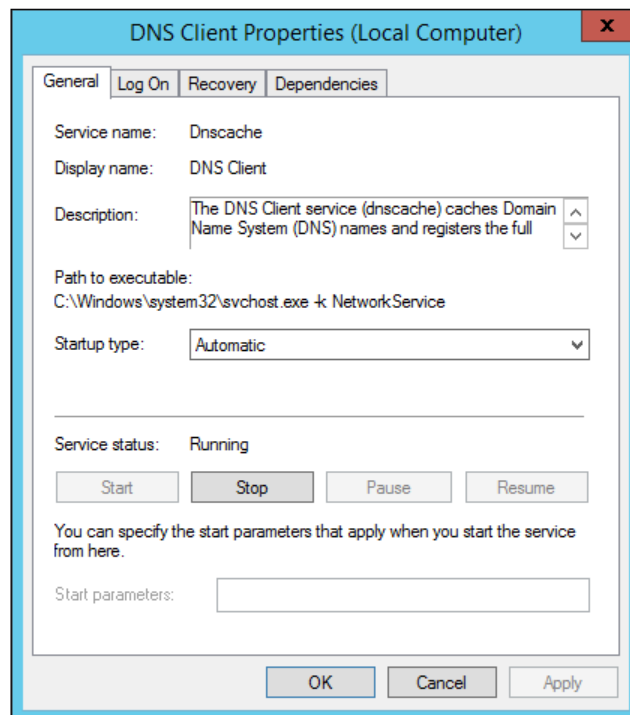 DNS Client Properties (Local Computer)
x
General Log On Recovery Dependencies
Service name: Dnscache
Display name: DNS Client
Description: The DNS Client service (dnscache) caches Domain
Name System (DNS) names and registers the full
Path to executable:
C:\Windows\system32\svchost.exe -k NetworkService
Startup type: Automatic
Service status: Running
Start Stop Pause Resume
You can specify the start parameters that apply when you start the service
from here.
Start parameters:
OK Cancel Apply